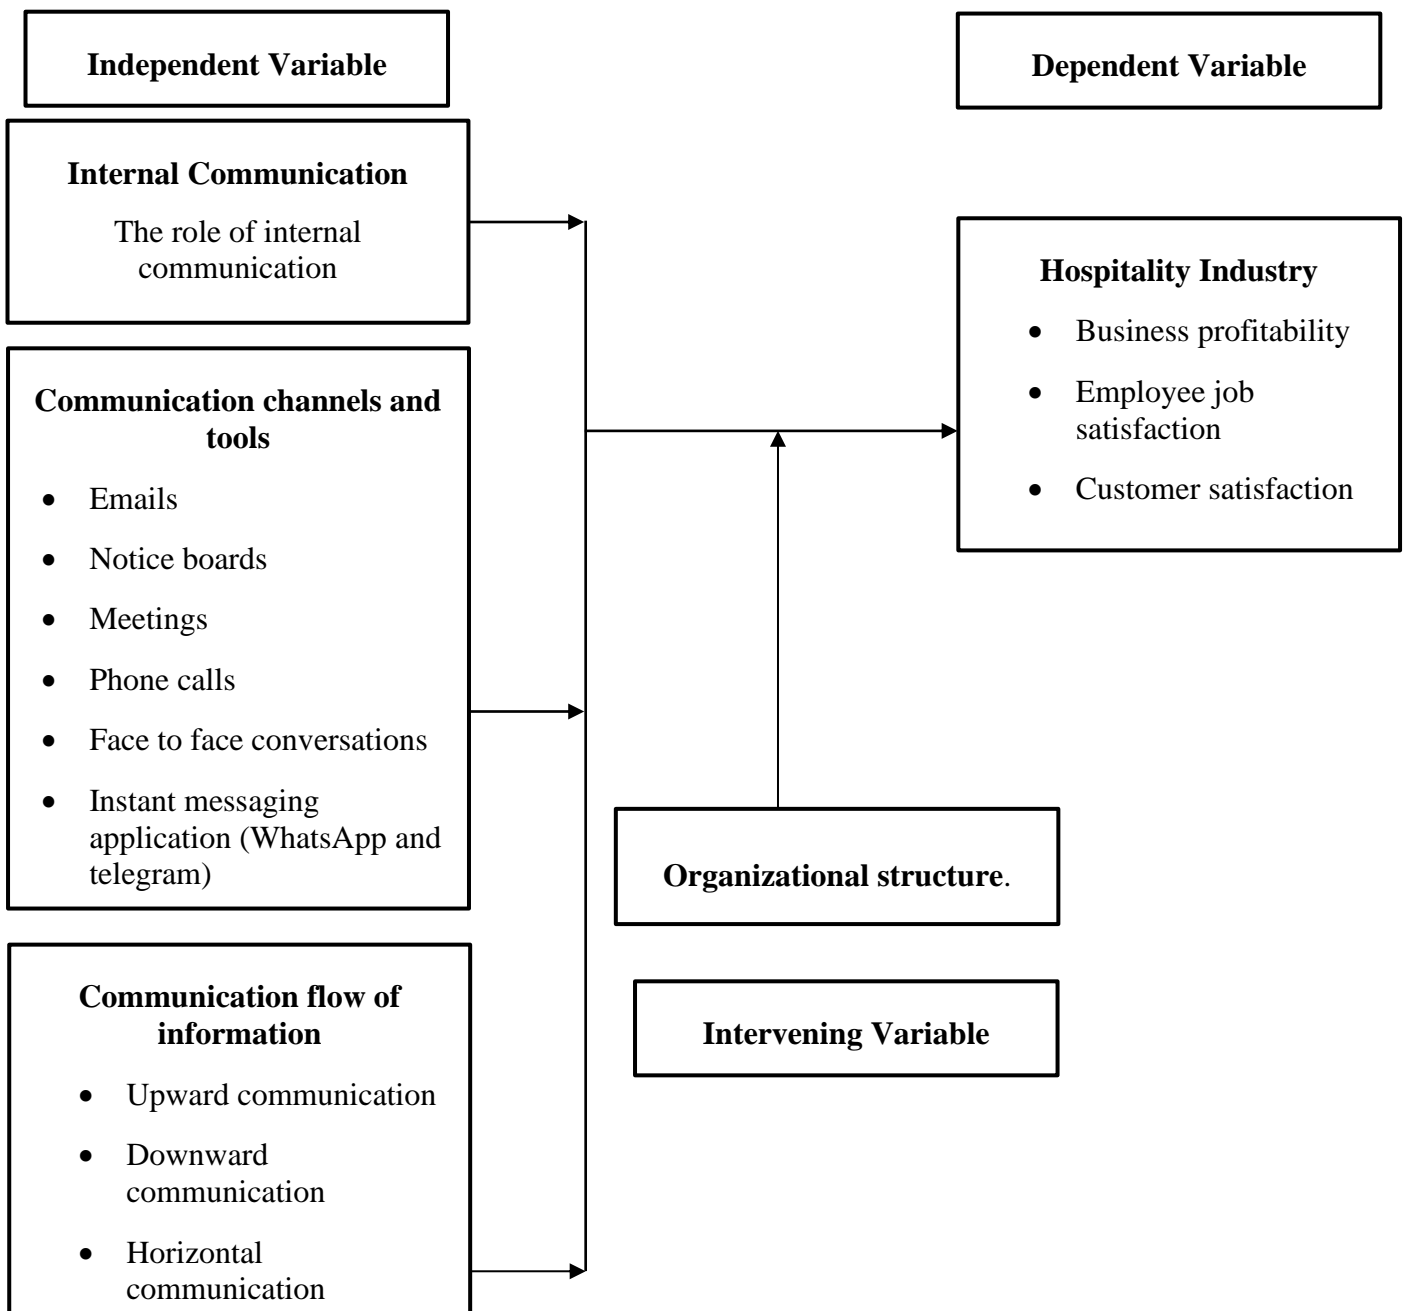 Independent Variable
Dependent Variable
Internal Communication
The role of internal
communication
Communication channels and
tools
• Emails
• Notice boards
• Meetings
• Phone calls
• Face to face conversations
• Instant messaging
application (WhatsApp and
telegram)
Communication flow of
information
• Upward communication
• Downward
communication
• Horizontal
communication
Hospitality Industry
• Business profitability
• Employee job
satisfaction
• Customer satisfaction
Organizational structure.
Intervening Variable